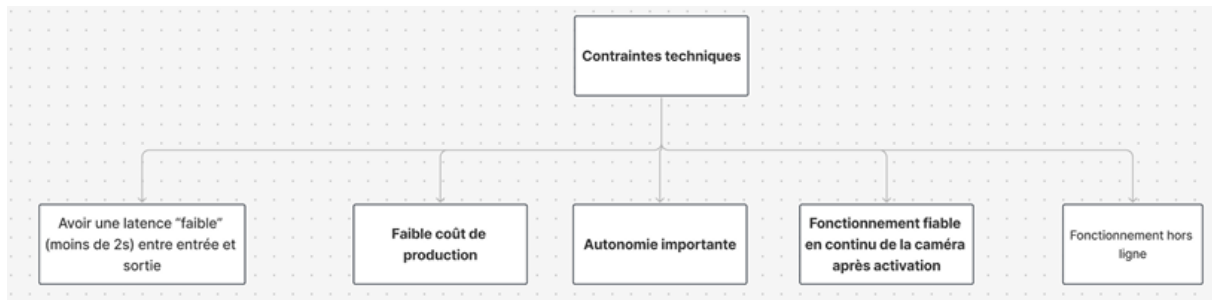 Contraintes techniques
Avoir une latence “faible”
(moins de 2s) entre entrée et
sortie
Faible coût de
production
Autonomie importante
Fonctionnement fiable
en continu de la caméra
après activation
Fonctionnement hors
ligne